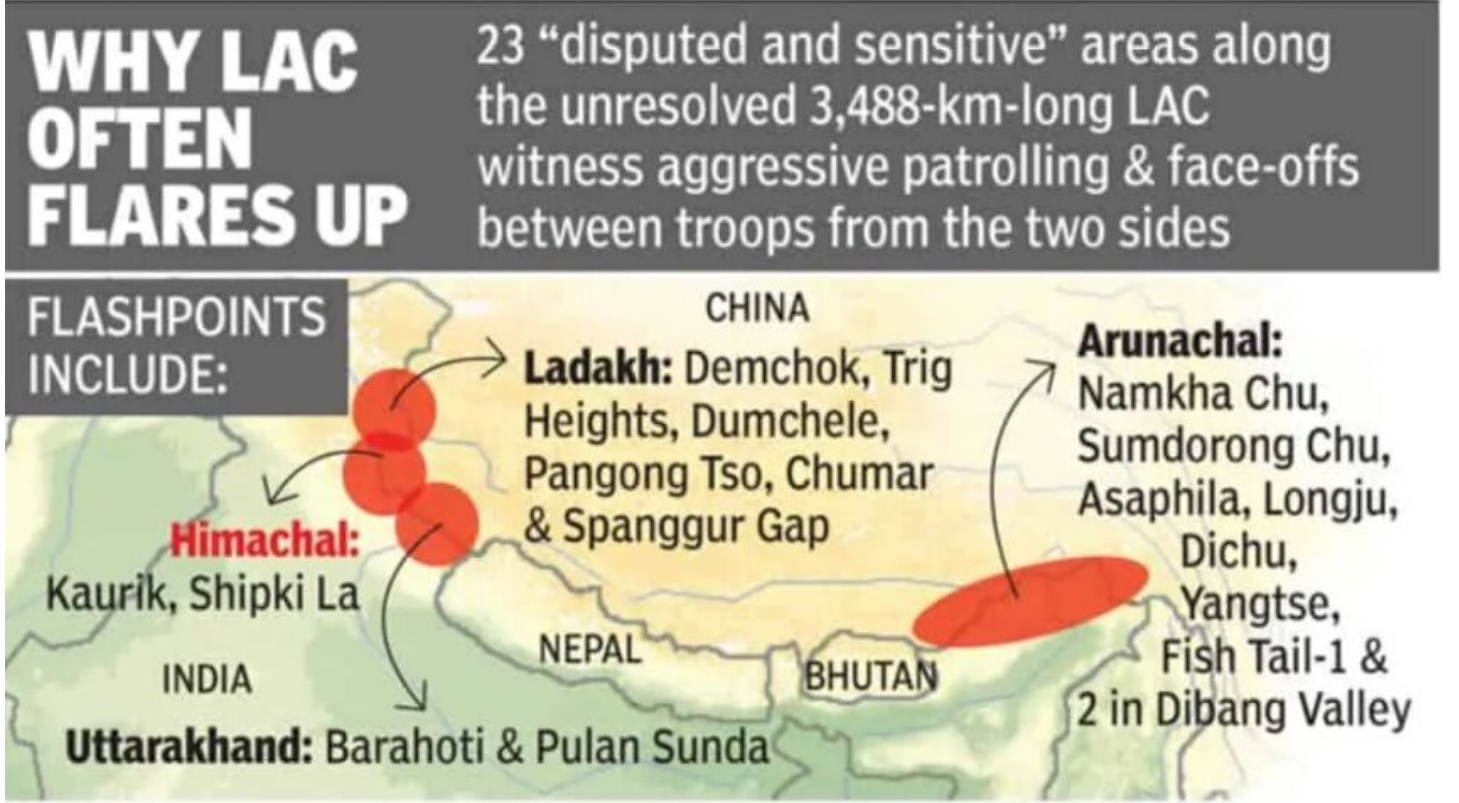 WHY LAC
OFTEN
FLARES UP
23 “disputed and sensitive” areas along
the unresolved 3,488-km-long LAC
witness aggressive patrolling & face-offs
between troops from the two sides
FLASHPOINTS
INCLUDE:
CHINA
Ladakh: Demchok, Trig
Heights, Dumchele,
Pangong Tso, Chumar
& Spanggur Gap
Arunachal:
Namkha Chu,
Sumdorong Chu,
Asaphila, Longju,
Dichu,
Yangtse,
Fish Tail-1 &
2 in Dibang Valley
Himachal:
Kaurik, Shipki La
NEPAL
BHUTAN
INDIA
Uttarakhand: Barahoti & Pulan Sunda